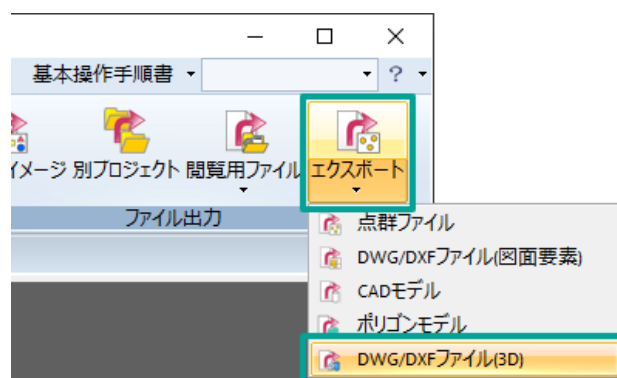 基本操作手順書
?
イメージ 別プロジェクト 閲覧用ファイル エクスポート
ファイル出力
点群ファイル
DWG/DXFファイル(図面要素)
CADモデル
ポリゴンモデル
DWG/DXFファイル(3D)